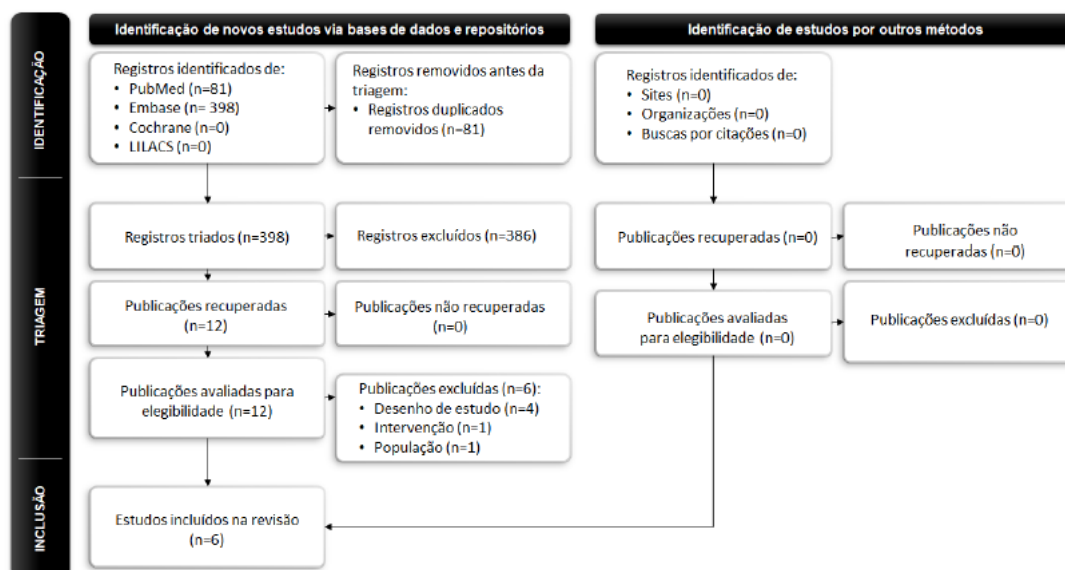 Identificação de novos estudos via bases de dados e repositórios
Identificação de estudos por outros métodos
IDENTIFICAÇÃO
Registros identificados de:
• PubMed (n=81)
• Embase (n= 398)
• Cochrane (n=0)
• LILACS (n=0)
Registros removidos antes da
triagem:
• Registros duplicados
removidos (n=81)
Registros identificados de:
• Sites (n=0)
• Organizações (n=0)
• Buscas por citações (n=0)
TRIAGEM
Registros triados (n=398)
Registros excluídos (n=386)
Publicações recuperadas (n=0)
Publicações não
recuperadas (n=0)
Publicações recuperadas
(n=12)
Publicações não recuperadas
(n=0)
Publicações avaliadas
para elegibilidade (n=0)
Publicações excluídas (n=0)
Publicações avaliadas para
elegibilidade (n=12)
Publicações excluídas (n=6):
• Desenho de estudo (n=4)
• Intervenção (n=1)
• População (n=1)
INCLUSÃO
Estudos incluídos na revisão
(n=6)